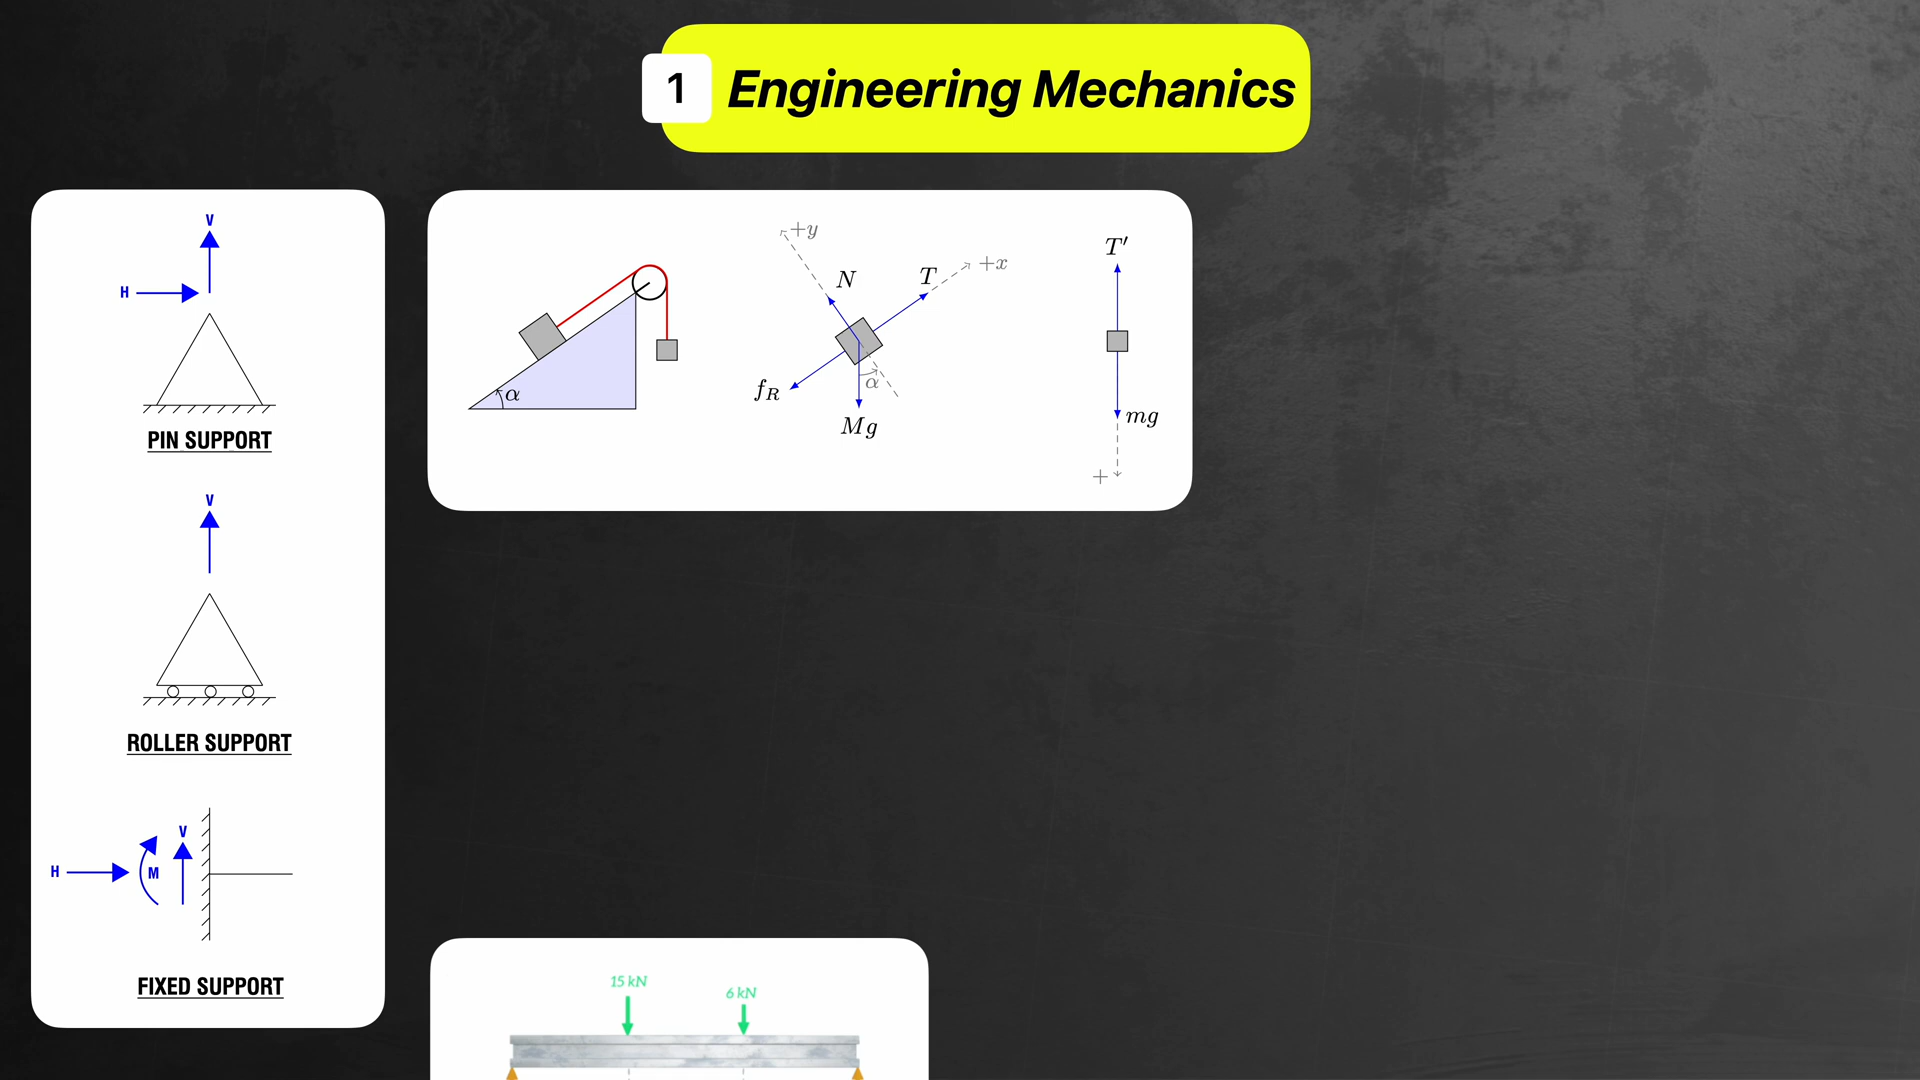 1 Engineering Mechanics
V
H
PIN SUPPORT
V
ROLLER SUPPORT
V
H
M
FIXED SUPPORT
α
+y
N
T
+x
f_R
α
Mg
T′
mg
+
15 kN
6 kN